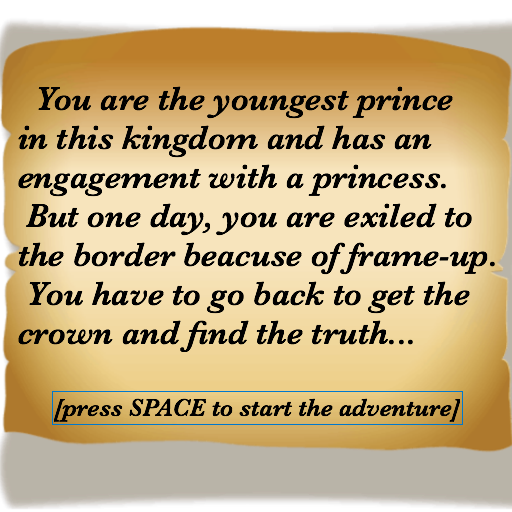 You are the youngest prince
in this kingdom and has an
engagement with a princess.
But one day, you are exiled to
the border beacuse of frame-up.
You have to go back to get the
crown and find the truth...
[press SPACE to start the adventure]